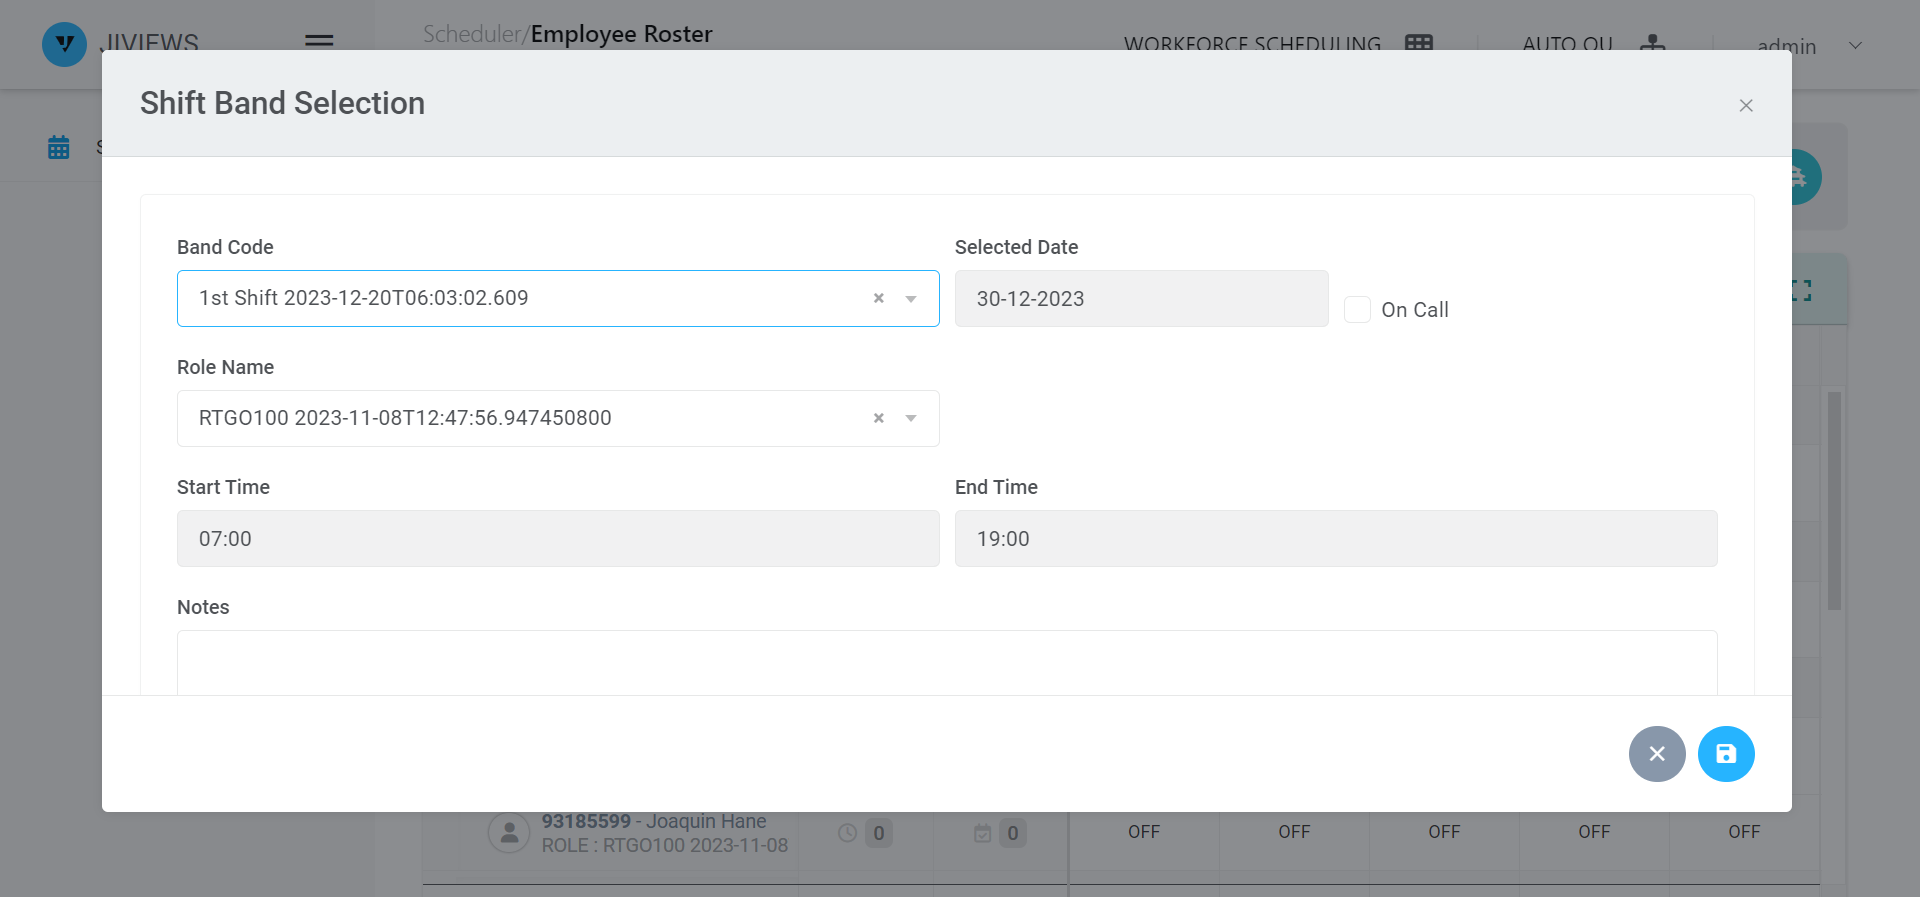 JIVIEWS
Scheduler/Employee Roster
WORKFORCE SCHEDULING
AUTO OU
admin
Shift Band Selection
Band Code
Selected Date
1st Shift 2023-12-20T06:03:02.609
30-12-2023
On Call
Role Name
RTGO100 2023-11-08T12:47:56.947450800
Start Time
End Time
07:00
19:00
Notes
93185599 - Joaquin Hane
ROLE : RTGO100 2023-11-08
0
0
OFF
OFF
OFF
OFF
OFF